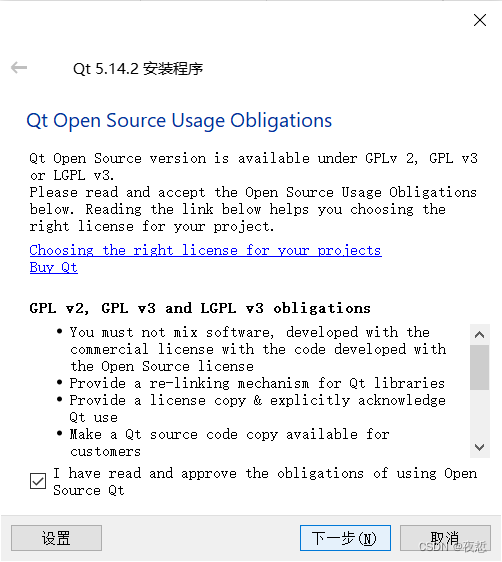 Qt 5.14.2 安装程序
Qt Open Source Usage Obligations
Qt Open Source version is available under GPLv 2, GPL v3
or LGPL v3.
Please read and accept the Open Source Usage Obligations
below. Reading the link below helps you choosing the
right license for your project.
Choosing the right license for your projects
Buy Qt
GPL v2, GPL v3 and LGPL v3 obligations
• You must not mix software, developed with the
commercial license with the code developed with
the Open Source license
• Provide a re-linking mechanism for Qt libraries
• Provide a license copy & explicitly acknowledge
Qt use
• Make a Qt source code copy available for
customers
I have read and approve the obligations of using Open
Source Qt
设置 下一步(N) 取消
CSDN @夜悊